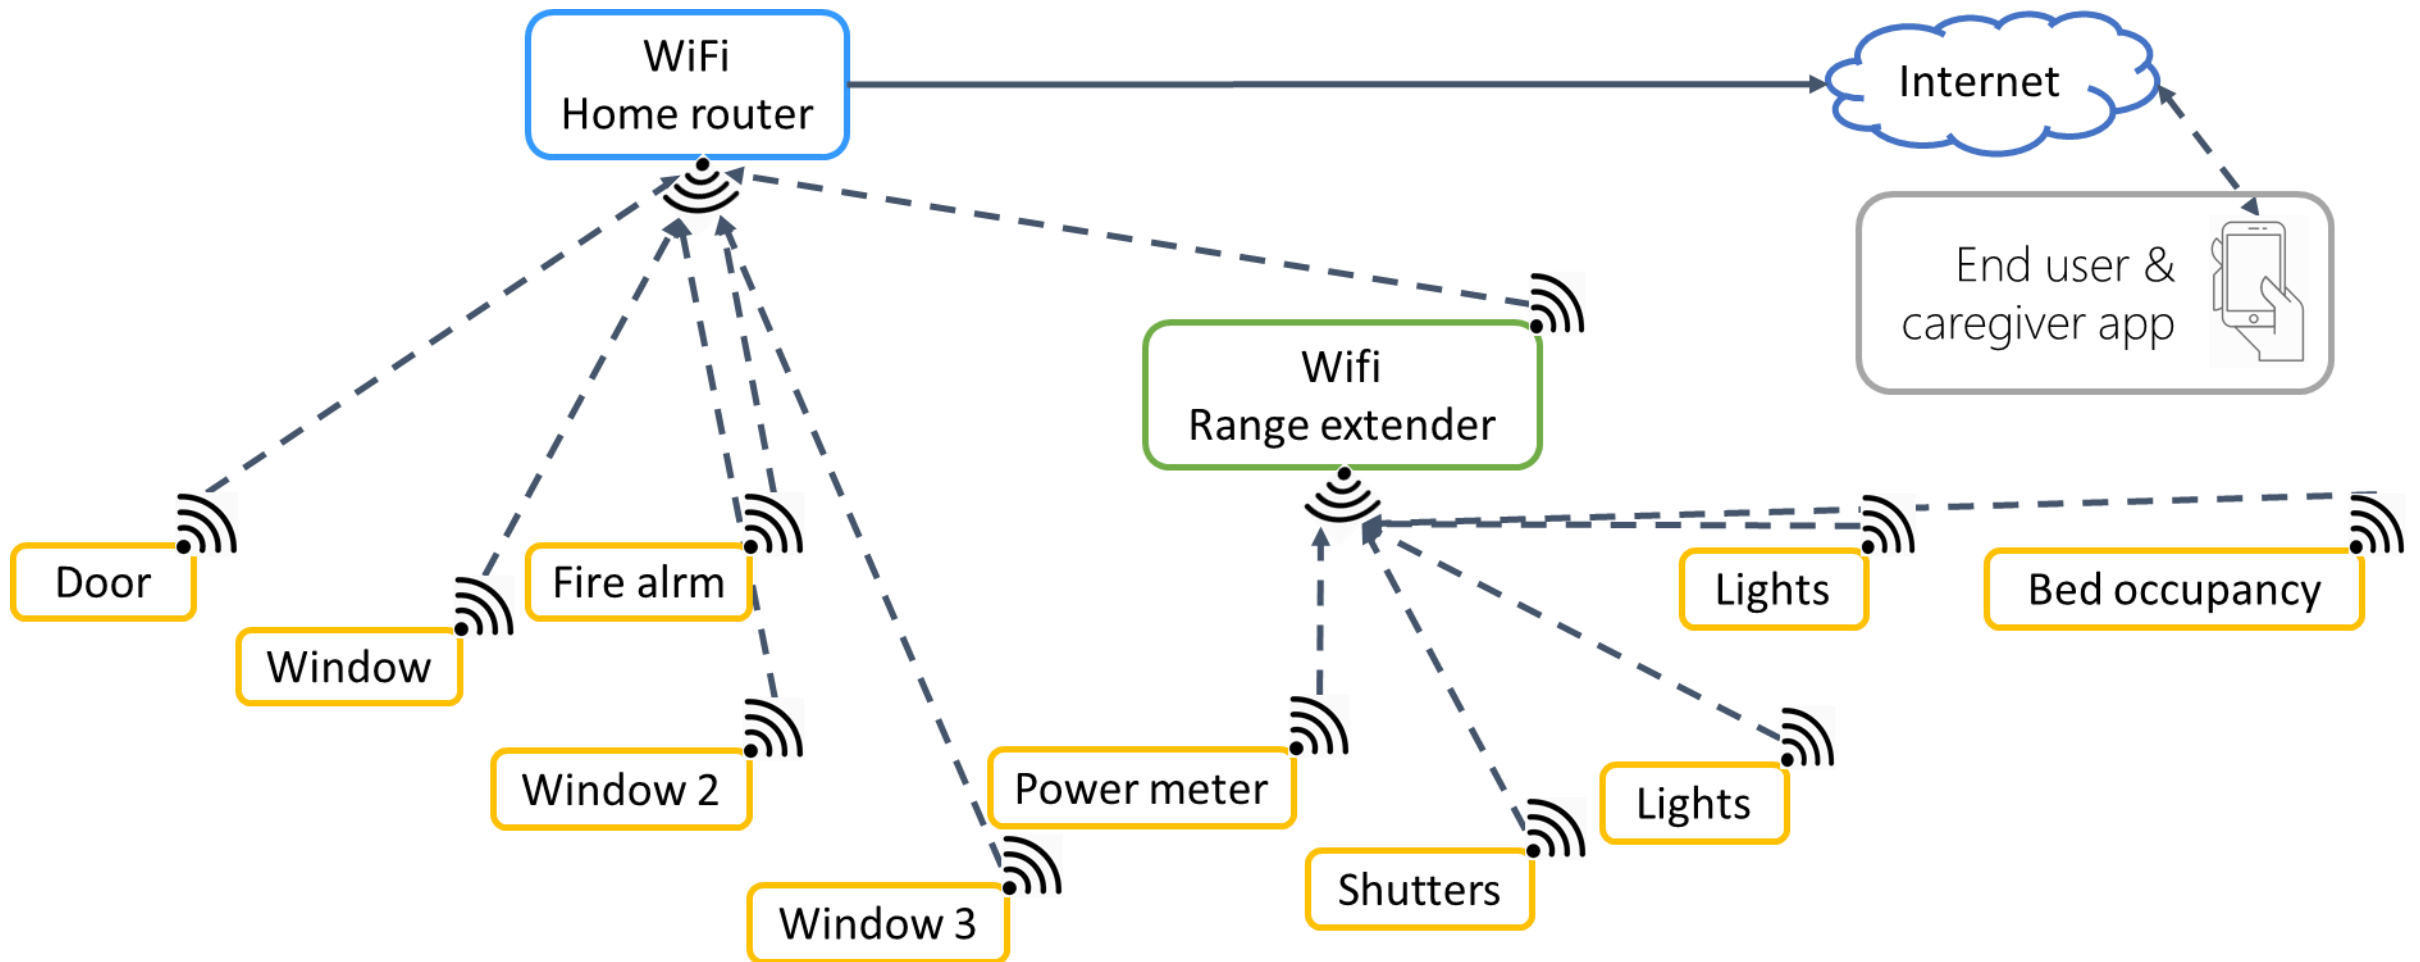 WiFi
Home router
Internet
End user &
caregiver app
Wifi
Range extender
Door
Fire alrm
Lights
Bed occupancy
Window
Window 2
Power meter
Lights
Shutters
Window 3